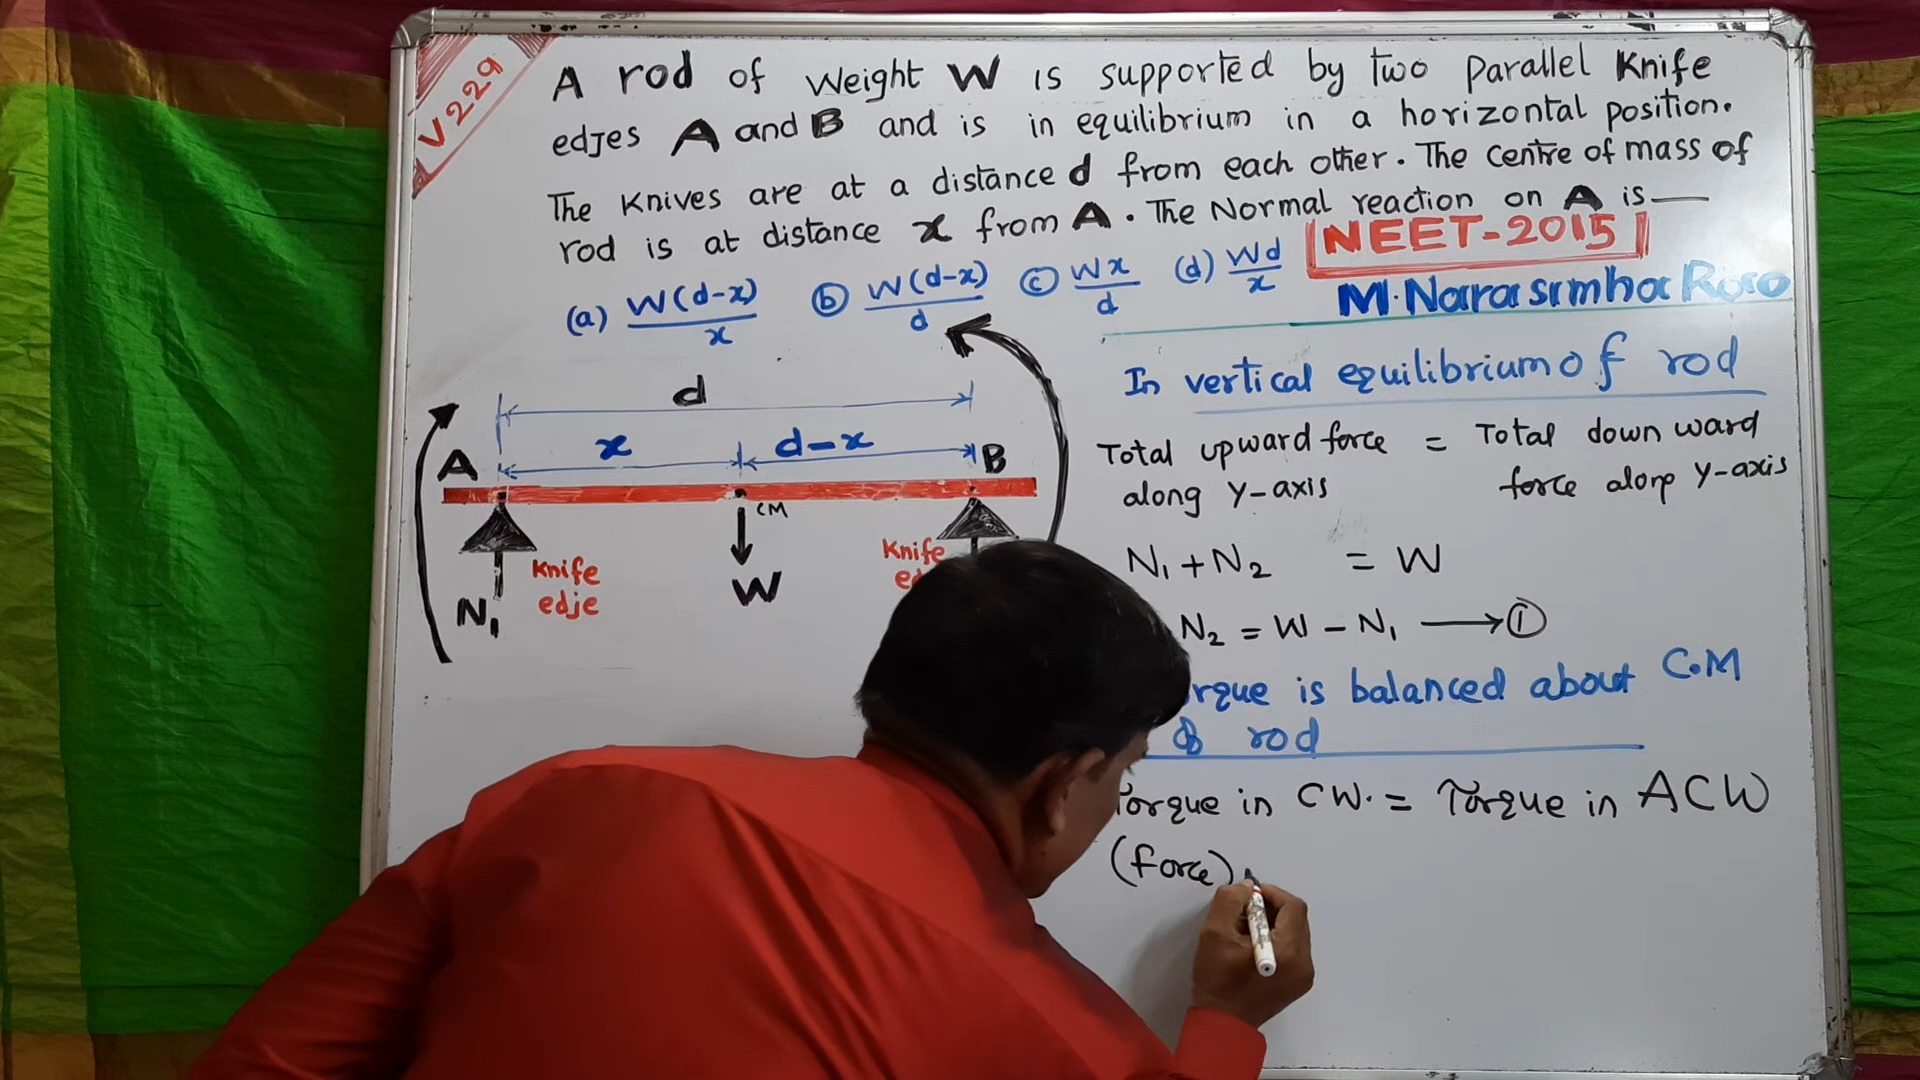 V229
A rod of weight W is supported by two parallel Knife
edjes A and B and is in equilibrium in a horizontal position.
The Knives are at a distance d from each other. The centre of mass of
rod is at distance x from A. The Normal reaction on A is —
NEET-2015
(a) W(d-x)/x (b) W(d-x)/d (c) Wx/d (d) Wd/x
M.Narasimha Rao
In vertical equilibrium of rod
d
x d-x
A B
CM
W
N₁
Knife
edje
Knife
Total upward force = Total down ward
along Y-axis force along Y-axis
N₁ + N₂ = W
N₂ = W - N₁ → ①
is balanced about C.M
rod
Torque in CW. = Torque in ACW
(force)